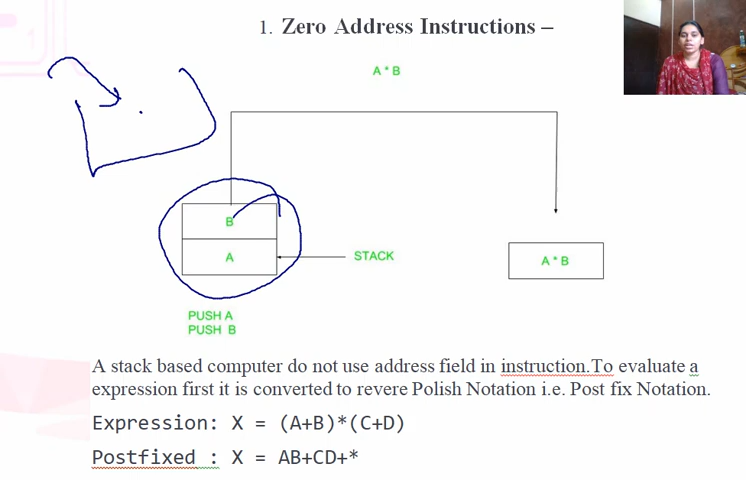 1. Zero Address Instructions –
A * B
B
A
STACK
A * B
PUSH A
PUSH B
A stack based computer do not use address field in instruction.To evaluate a
expression first it is converted to revere Polish Notation i.e. Post fix Notation.
Expression: X = (A+B)*(C+D)
Postfixed : X = AB+CD+*